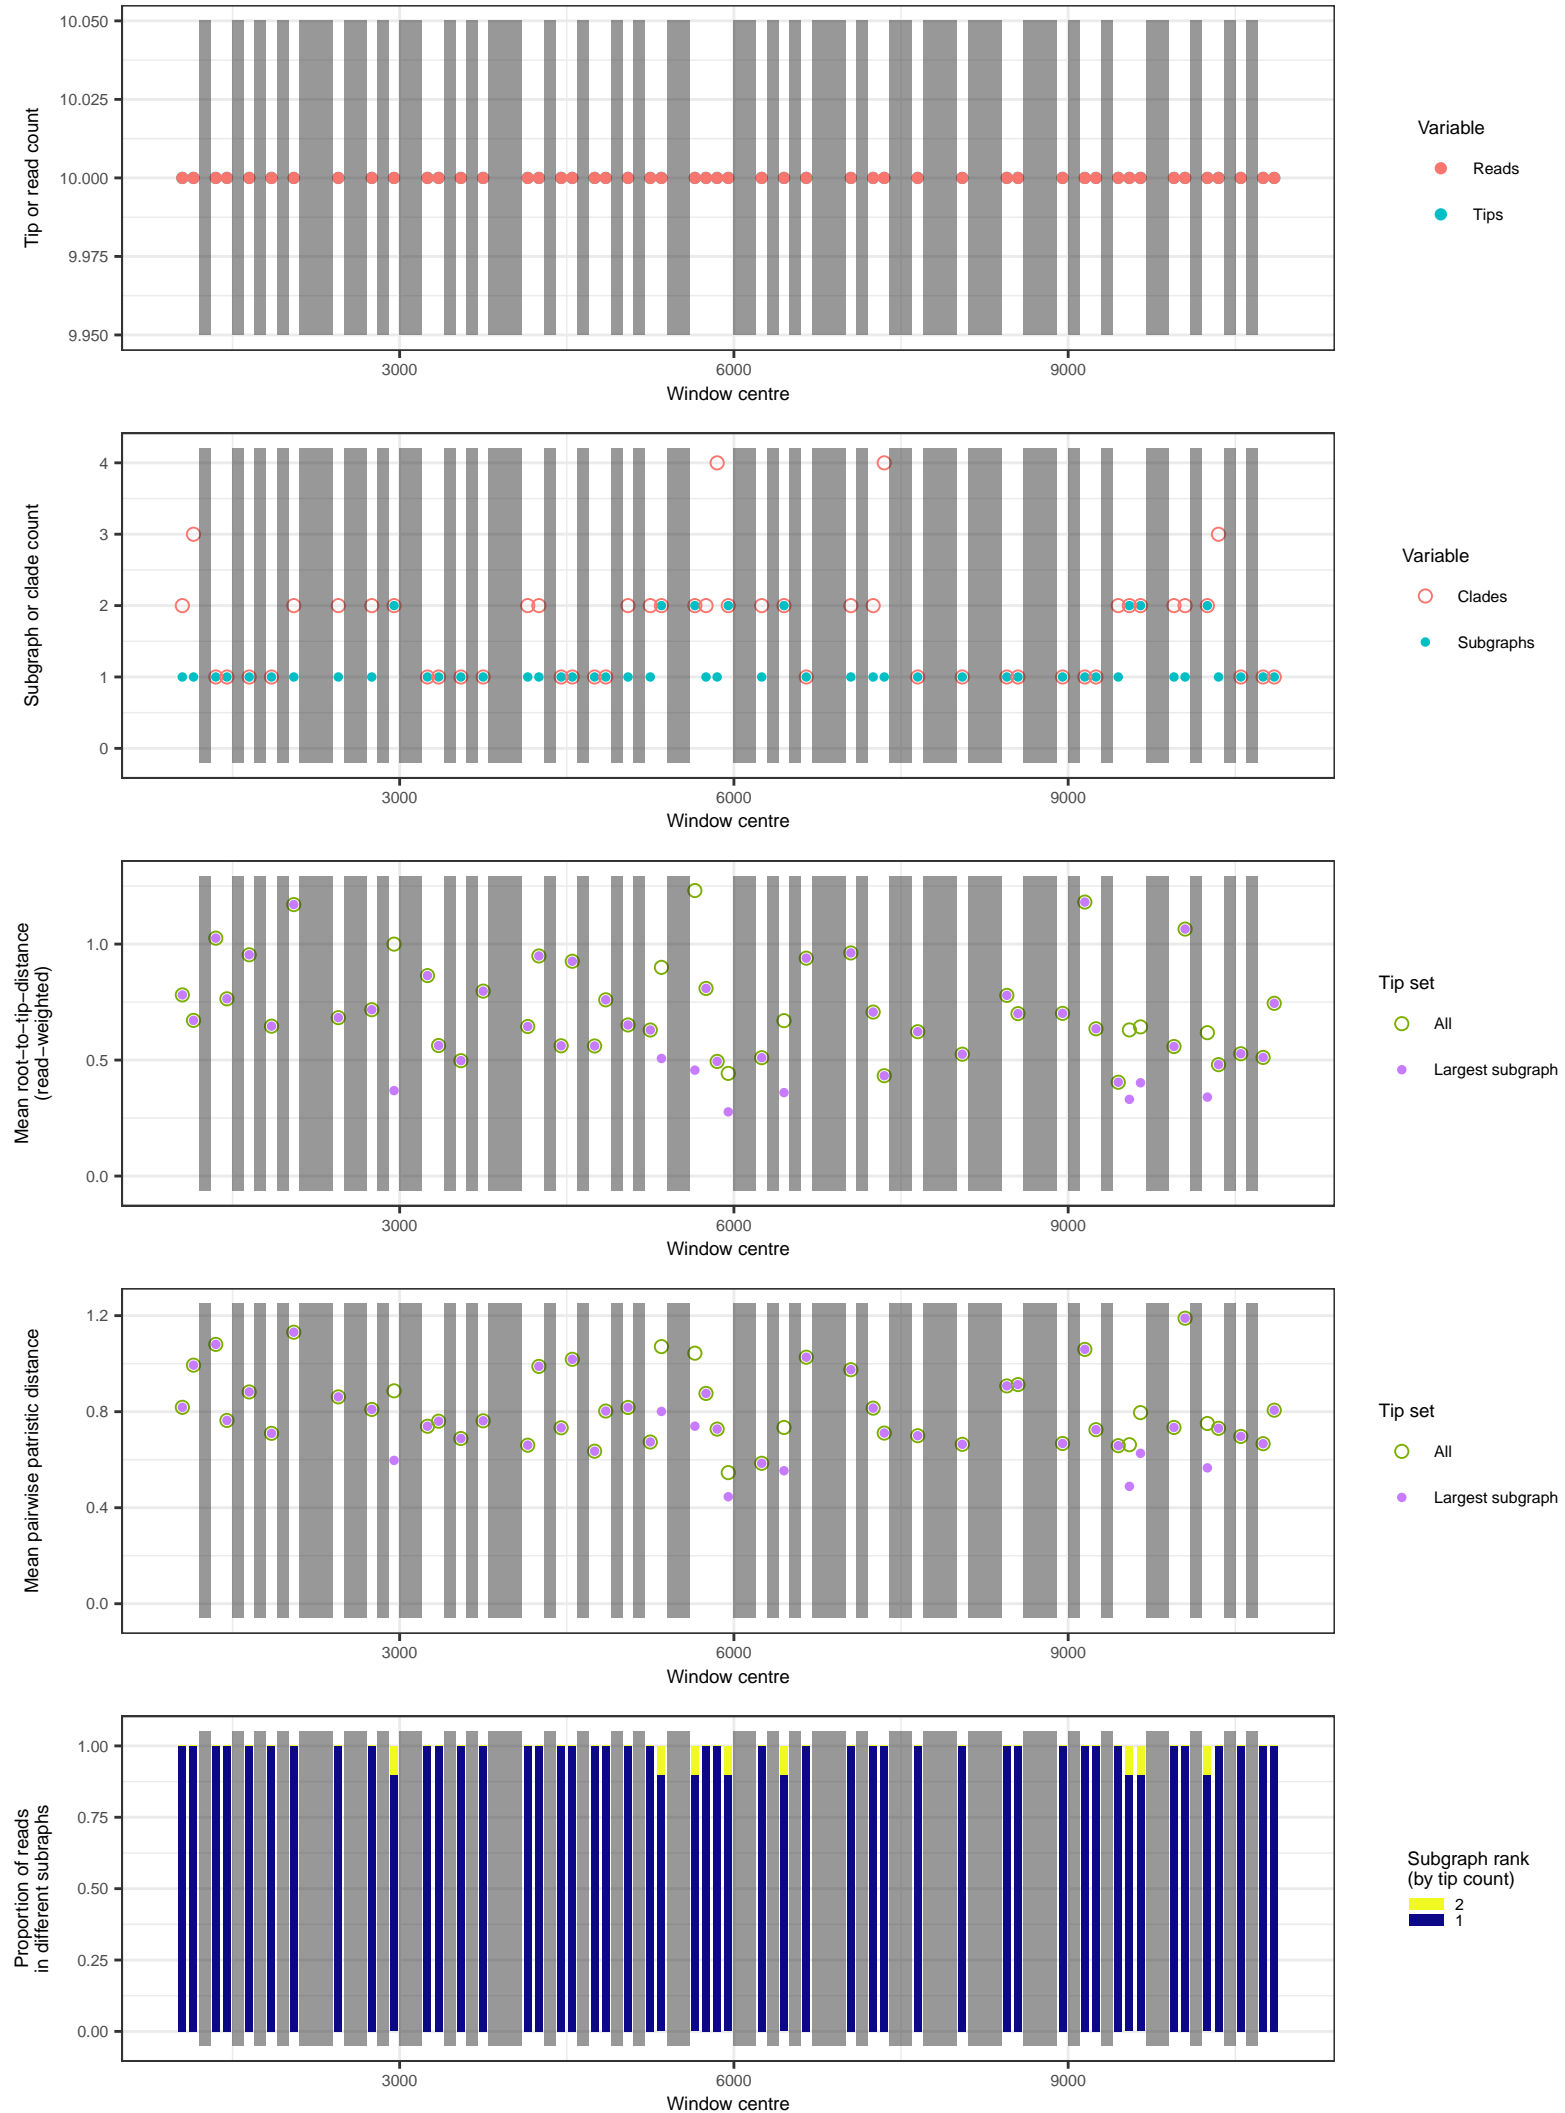 10.050
10.025
10.000
9.975
9.950
Tip or read count
3000
6000
9000
Window centre
Variable
Reads
Tips
4
3
2
1
0
Subgraph or clade count
3000
6000
9000
Window centre
Variable
Clades
Subgraphs
1.0
0.5
0.0
Mean root−to−tip−distance
(read−weighted)
3000
6000
9000
Window centre
Tip set
All
Largest subgraph
1.2
0.8
0.4
0.0
Mean pairwise patristic distance
3000
6000
9000
Window centre
Tip set
All
Largest subgraph
1.00
0.75
0.50
0.25
0.00
Proportion of reads
in different subraphs
3000
6000
9000
Window centre
Subgraph rank
(by tip count)
2
1